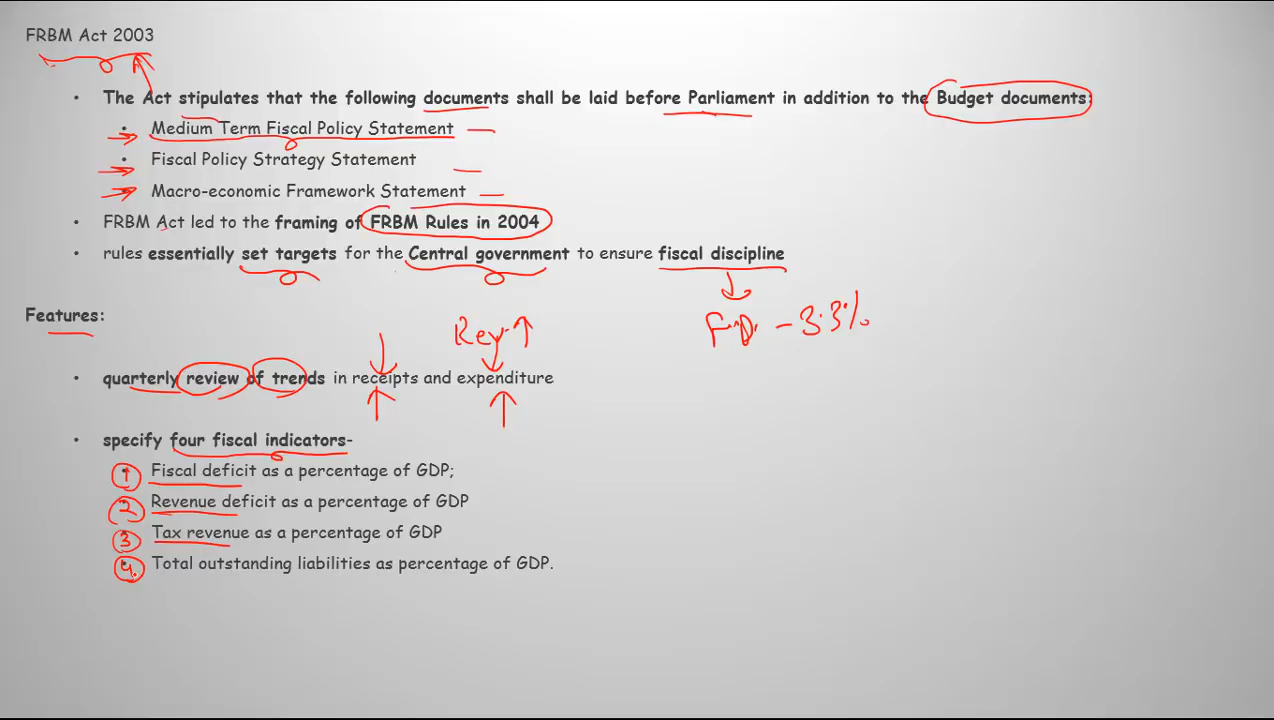 FRBM Act 2003
• The Act stipulates that the following documents shall be laid before Parliament in addition to the Budget documents:
• Medium Term Fiscal Policy Statement
• Fiscal Policy Strategy Statement
• Macro-economic Framework Statement
• FRBM Act led to the framing of FRBM Rules in 2004
• rules essentially set targets for the Central government to ensure fiscal discipline
Features:
F.D. - 3.3%
Rev. ↑
• quarterly review of trends in receipts and expenditure
• specify four fiscal indicators-
1 Fiscal deficit as a percentage of GDP;
2 Revenue deficit as a percentage of GDP
3 Tax revenue as a percentage of GDP
4 Total outstanding liabilities as percentage of GDP.